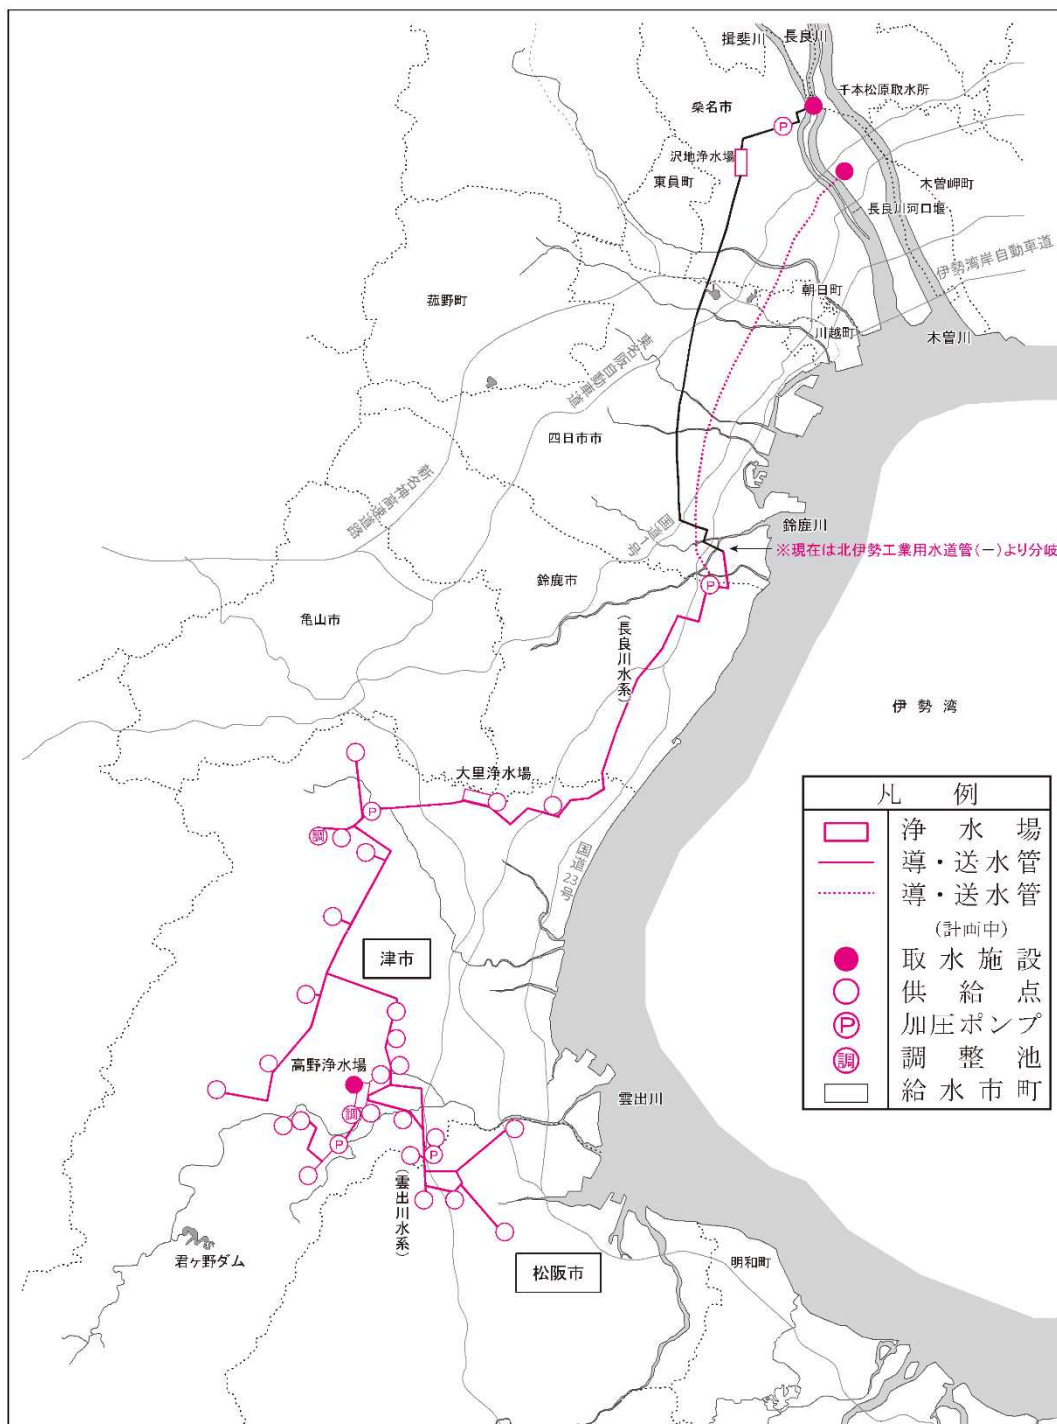 揖斐川
長良川
千本松原取水所
桑名市
P
沢地浄水場
東員町
木曽岬町
長良川河口堰
伊勢湾岸自動車道
朝日町
菰野町
川越町
木曽川
東名阪自動車道
四日市市
新名神高速道路
国道1号
鈴鹿川
※現在は北伊勢工業用水道管(一)より分岐
鈴鹿市
P
亀山市
(長良川水系)
伊勢湾
大里浄水場
P
調
国道23号
津市
高野浄水場
調
雲出川
P
P
(雲出川水系)
君ヶ野ダム
松阪市
明和町
凡例
浄水場
導・送水管
導・送水管
(計画中)
取水施設
供給点
P 加圧ポンプ
調 調整池
給水市町